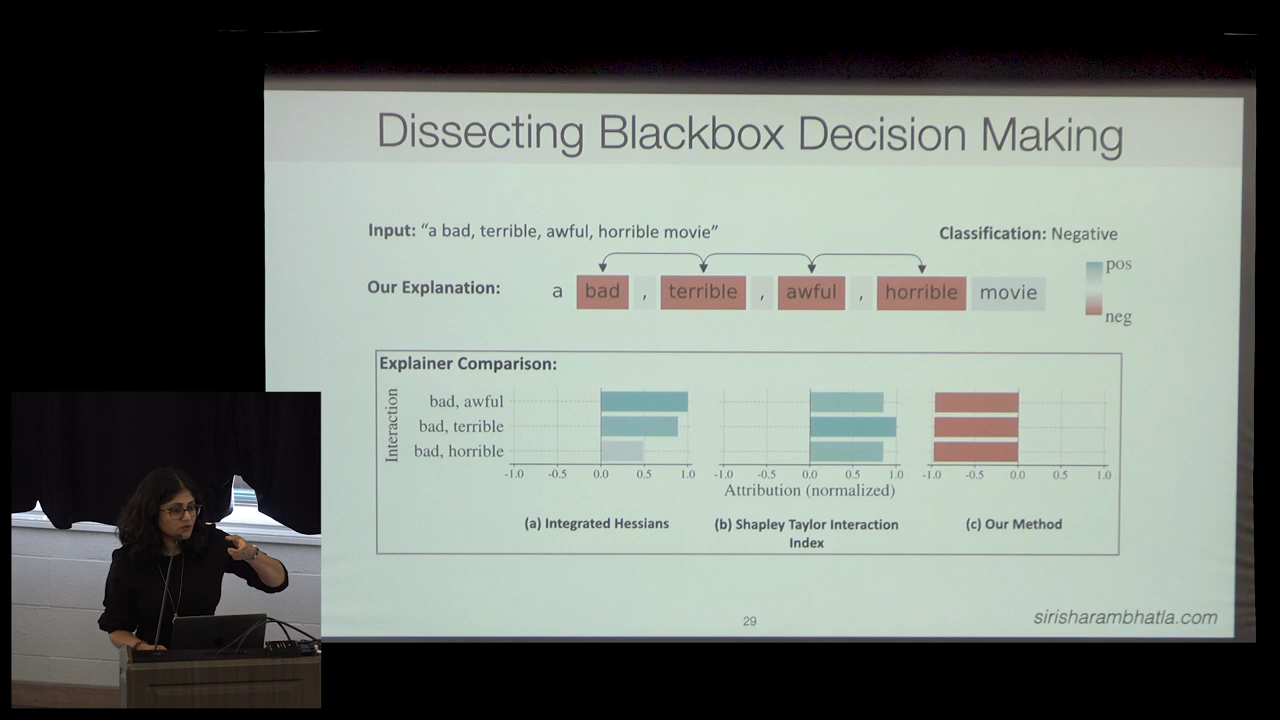 Dissecting Blackbox Decision Making
Input: “a bad, terrible, awful, horrible movie”
Classification: Negative
pos
neg
Our Explanation: a bad , terrible , awful , horrible movie
Explainer Comparison:
Interaction
bad, awful
bad, terrible
bad, horrible
-1.0 -0.5 0.0 0.5 1.0
-1.0 -0.5 0.0 0.5 1.0
-1.0 -0.5 0.0 0.5 1.0
Attribution (normalized)
(a) Integrated Hessians
(b) Shapley Taylor Interaction
Index
(c) Our Method
29
sirisharambhatla.com